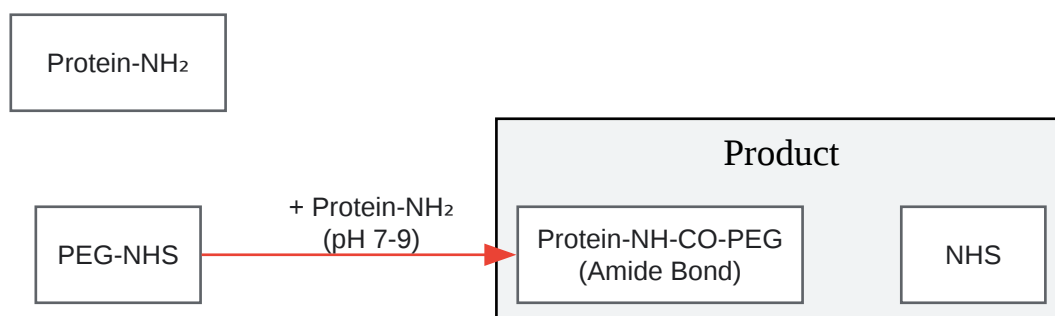 Protein-NH₂
Product
PEG-NHS
+ Protein-NH₂
(pH 7-9)
Protein-NH-CO-PEG
(Amide Bond)
NHS